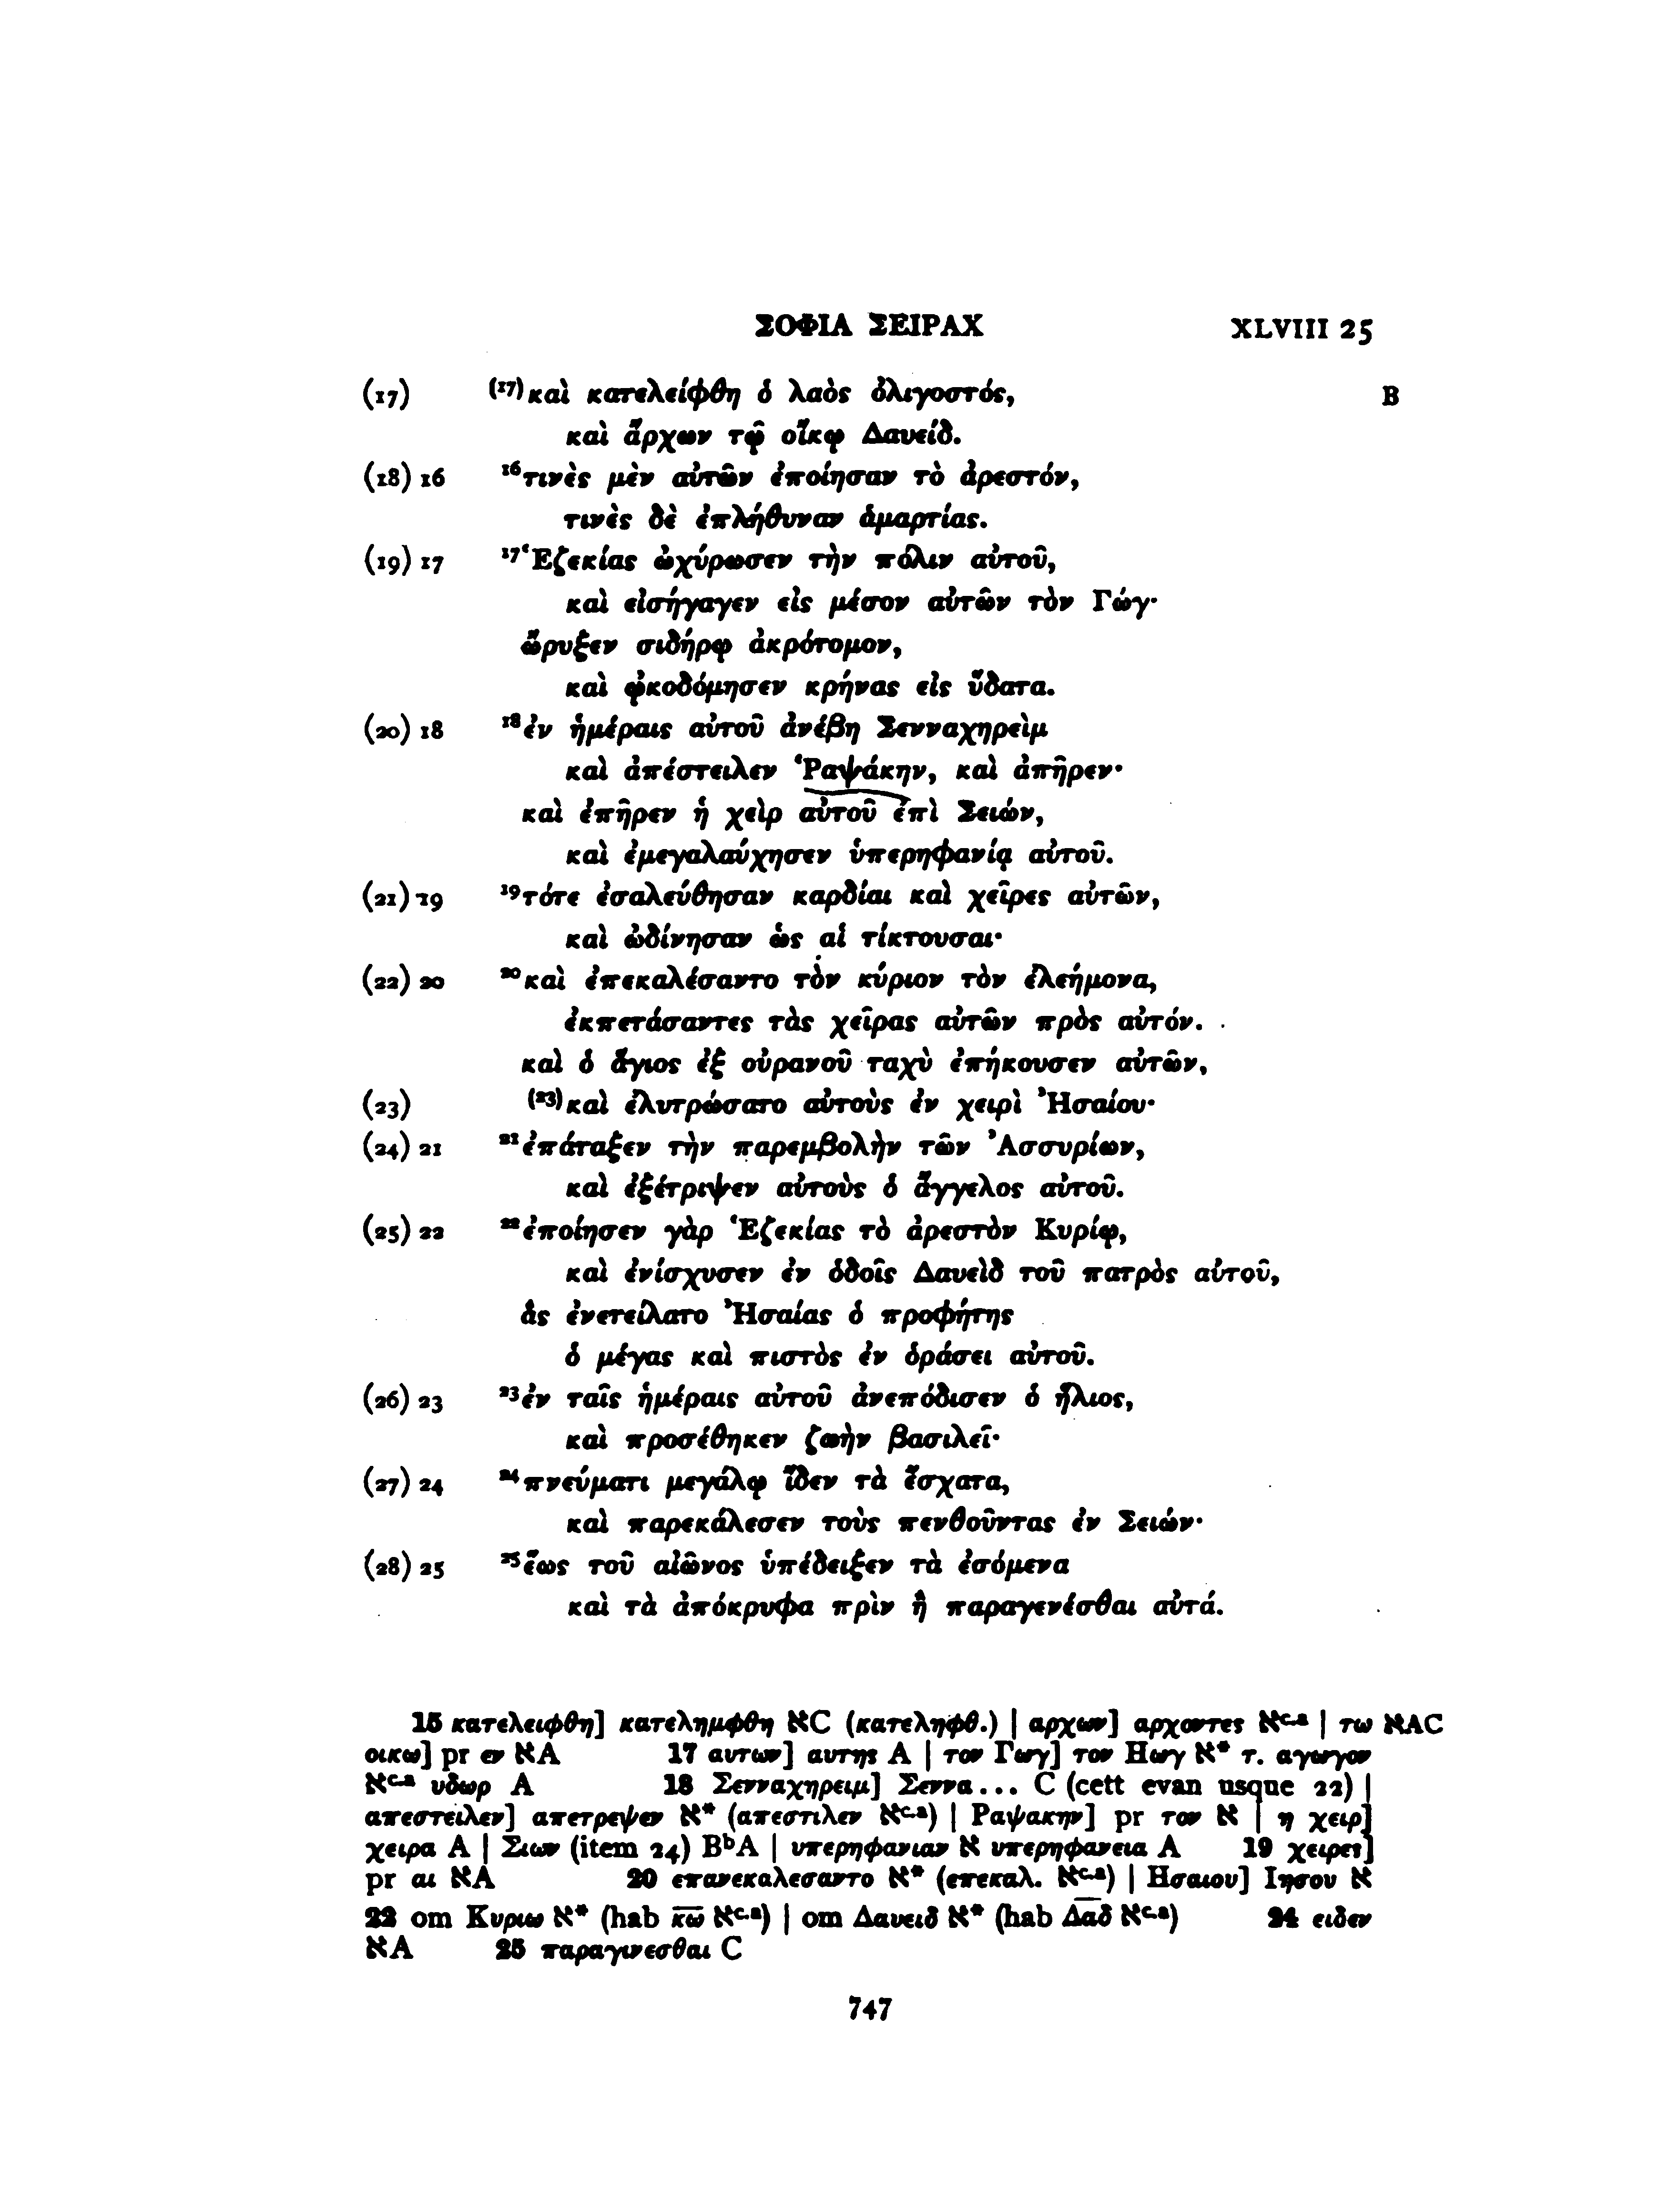 ΣΟΦΙΑ ΣΕΙΡΑΧ XLVIII 25
(17) (17) καὶ κατελείφθη ὁ λαὸς ὀλιγοστός, B
καὶ ἄρχων τῷ οἴκῳ Δαυείδ.
(18) 16 16 τινὲς μὲν αὐτῶν ἐποίησαν τὸ ἀρεστόν,
τινὲς δὲ ἐπλήθυναν ἁμαρτίας.
(19) 17 17 Ἑζεκίας ὠχύρωσεν τὴν πόλιν αὐτοῦ,
καὶ εἰσήγαγεν εἰς μέσον αὐτῶν τὸν Γώγ·
ὤρυξεν σιδήρῳ ἀκρότομον,
καὶ ᾠκοδόμησεν κρήνας εἰς ὕδατα.
(20) 18 18 ἐν ἡμέραις αὐτοῦ ἀνέβη Σενναχηρεὶμ
καὶ ἀπέστειλεν Ῥαψάκην, καὶ ἀπῆρεν·
καὶ ἐπῆρεν ἡ χεὶρ αὐτοῦ ἐπὶ Σειών,
καὶ ἐμεγαλαύχησεν ὑπερηφανίᾳ αὐτοῦ.
(21) 19 19 τότε ἐσαλεύθησαν καρδίαι καὶ χεῖρες αὐτῶν,
καὶ ὠδίνησαν ὡς αἱ τίκτουσαι·
(22) 20 20 καὶ ἐπεκαλέσαντο τὸν κύριον τὸν ἐλεήμονα,
ἐκπετάσαντες τὰς χεῖρας αὐτῶν πρὸς αὐτόν.
καὶ ὁ ἅγιος ἐξ οὐρανοῦ ταχὺ ἐπήκουσεν αὐτῶν,
(23) (23) καὶ ἐλυτρώσατο αὐτοὺς ἐν χειρὶ Ἠσαίου·
(24) 21 21 ἐπάταξεν τὴν παρεμβολὴν τῶν Ἀσσυρίων,
καὶ ἐξέτριψεν αὐτοὺς ὁ ἄγγελος αὐτοῦ.
(25) 22 22 ἐποίησεν γὰρ Ἑζεκίας τὸ ἀρεστὸν Κυρίῳ,
καὶ ἐνίσχυσεν ἐν ὁδοῖς Δαυεὶδ τοῦ πατρὸς αὐτοῦ,
ἃς ἐνετείλατο Ἠσαίας ὁ προφήτης
ὁ μέγας καὶ πιστὸς ἐν ὁράσει αὐτοῦ.
(26) 23 23 ἐν ταῖς ἡμέραις αὐτοῦ ἀνεπόδισεν ὁ ἥλιος,
καὶ προσέθηκεν ζωὴν βασιλεῖ·
(27) 24 24 πνεύματι μεγάλῳ ἴδεν τὰ ἔσχατα,
καὶ παρεκάλεσεν τοὺς πενθοῦντας ἐν Σειών·
(28) 25 25 ἕως τοῦ αἰῶνος ὑπέδειξεν τὰ ἐσόμενα
καὶ τὰ ἀπόκρυφα πρὶν ἢ παραγενέσθαι αὐτά.
15 κατελειφθη] κατελημφθη ℵC (κατεληφθ.) | αρχων] αρχοντες ℵc.a | τω ℵAC
οικω] pr εν ℵA 17 αυτων] αυτης A | τον Γωγ] τον Ηωγ ℵ* τ. αγωγον
ℵc.a υδωρ A 18 Σενναχηρειμ] Σεννα... C (cett evan usque 22) |
απεστειλεν] απετρεψεν ℵ* (απεστιλεν ℵc.a) | Ραψακην] pr τον ℵ | η χειρ]
χειρα A | Σιων (item 24) BbA | υπερηφανιαν ℵ υπερηφανεια A 19 χειρες]
pr αι ℵA 20 επανεκαλεσαντο ℵ* (επεκαλ. ℵc.a) | Ησαιου] Ιησου ℵ
22 om Κυριω ℵ* (hab κ̅ω̅ ℵc.a) | om Δαυειδ ℵ* (hab Δ̅α̅δ̅ ℵc.a) 24 ειδεν
ℵA 25 παραγινεσθαι C
747